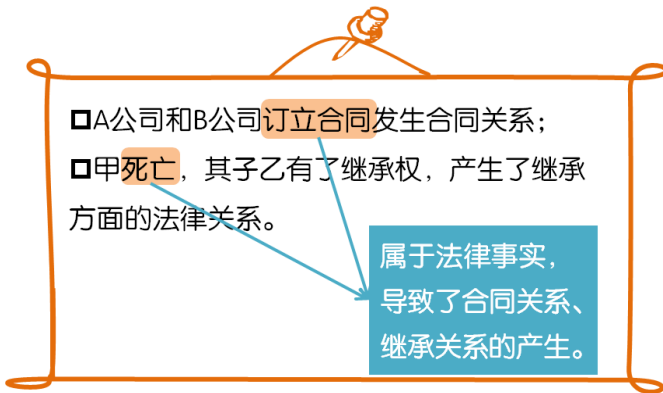 A公司和B公司订立合同发生合同关系；
甲死亡，其子乙有了继承权，产生了继承
方面的法律关系。
属于法律事实，
导致了合同关系、
继承关系的产生。